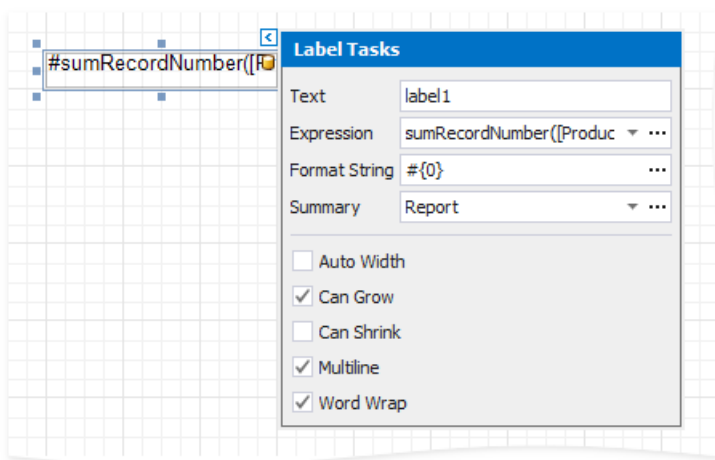 #sumRecordNumber([P
Label Tasks
Text label1
Expression sumRecordNumber([Produc
Format String #{0}
Summary Report
Auto Width
Can Grow
Can Shrink
Multiline
Word Wrap